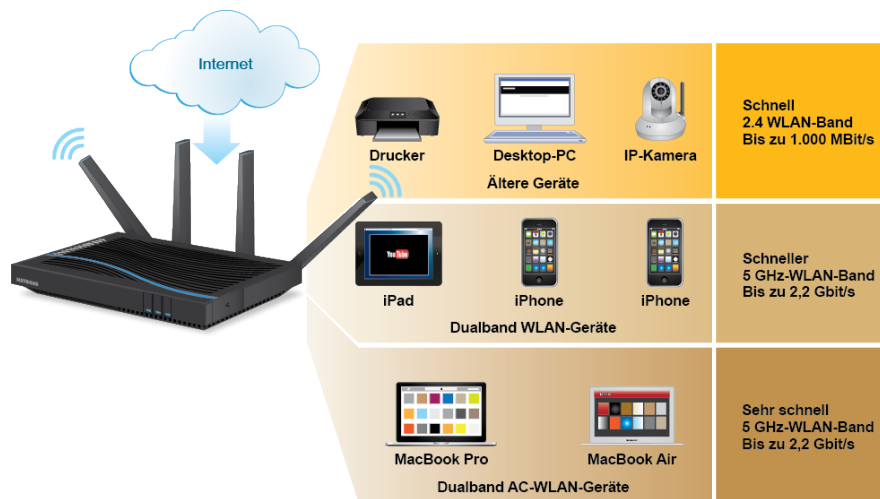 Internet
Drucker
Desktop-PC
IP-Kamera
Ältere Geräte
Schnell
2.4 WLAN-Band
Bis zu 1.000 MBit/s
YouTube
iPad
iPhone
iPhone
Dualband WLAN-Geräte
Schneller
5 GHz-WLAN-Band
Bis zu 2,2 Gbit/s
MacBook Pro
MacBook Air
Dualband AC-WLAN-Geräte
Sehr schnell
5 GHz-WLAN-Band
Bis zu 2,2 Gbit/s
NETGEAR